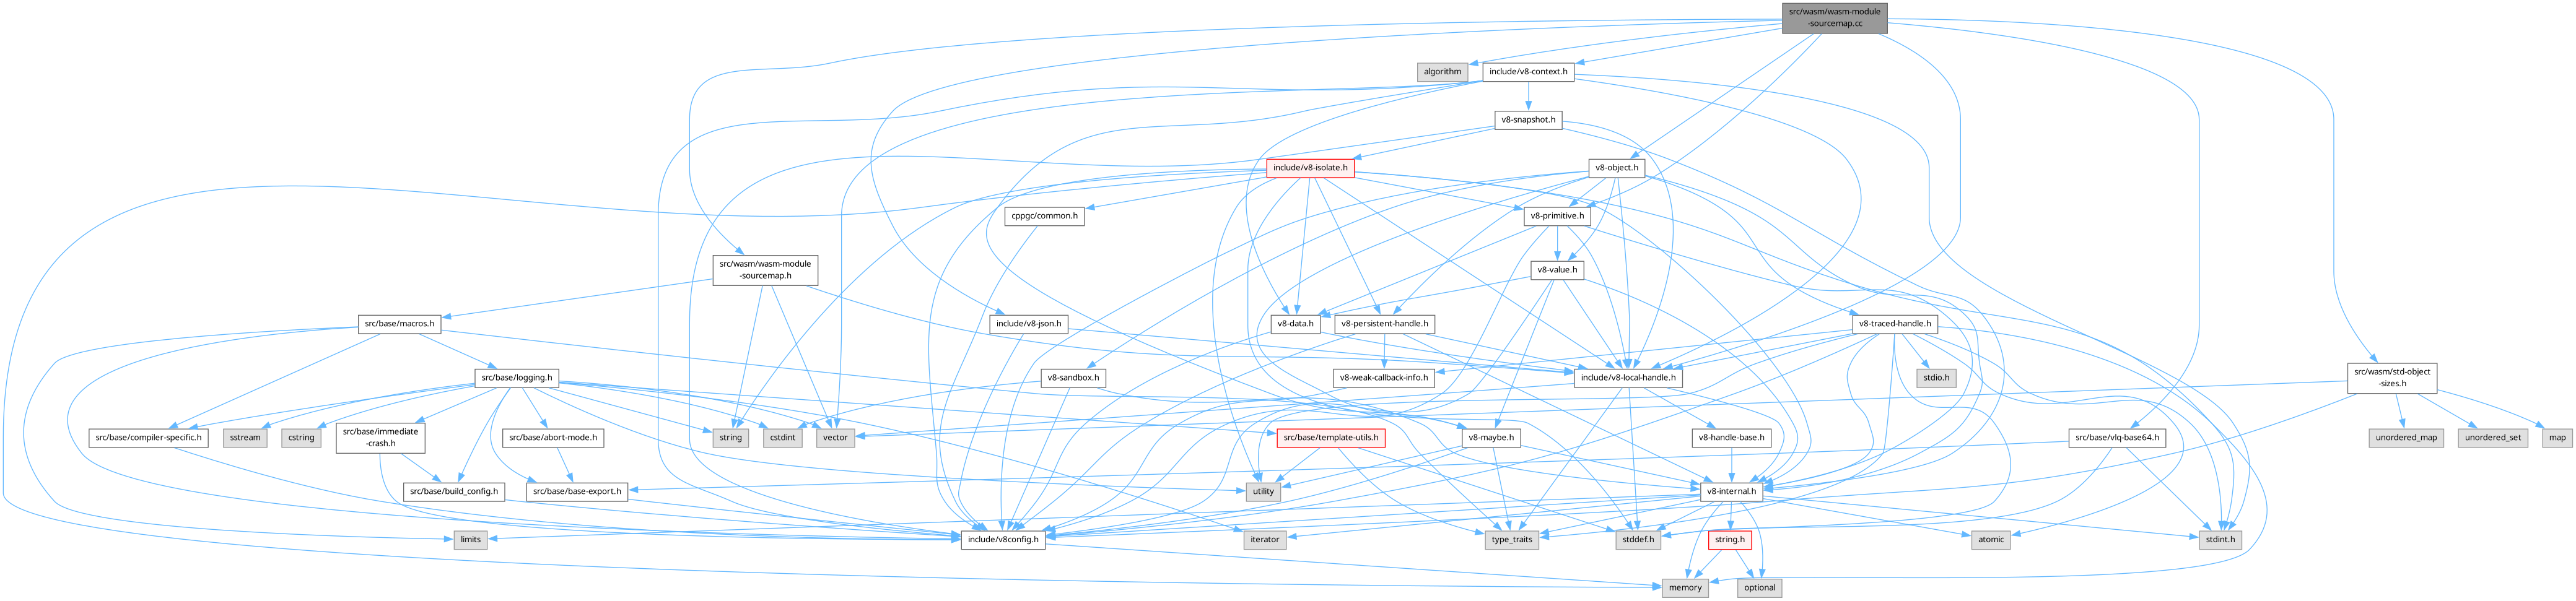 src/wasm/wasm-module
-sourcemap.cc
algorithm
include/v8-context.h
v8-snapshot.h
include/v8-isolate.h
v8-object.h
cppgc/common.h
v8-primitive.h
src/wasm/wasm-module
-sourcemap.h
v8-value.h
src/base/macros.h
include/v8-json.h
v8-data.h
v8-persistent-handle.h
v8-traced-handle.h
src/base/logging.h
v8-sandbox.h
v8-weak-callback-info.h
include/v8-local-handle.h
stdio.h
src/wasm/std-object
-sizes.h
src/base/compiler-specific.h
sstream
cstring
src/base/immediate
-crash.h
src/base/abort-mode.h
string
cstdint
vector
src/base/template-utils.h
v8-maybe.h
v8-handle-base.h
src/base/vlq-base64.h
unordered_map
unordered_set
map
src/base/build_config.h
src/base/base-export.h
utility
v8-internal.h
limits
include/v8config.h
iterator
type_traits
stddef.h
string.h
atomic
stdint.h
memory
optional